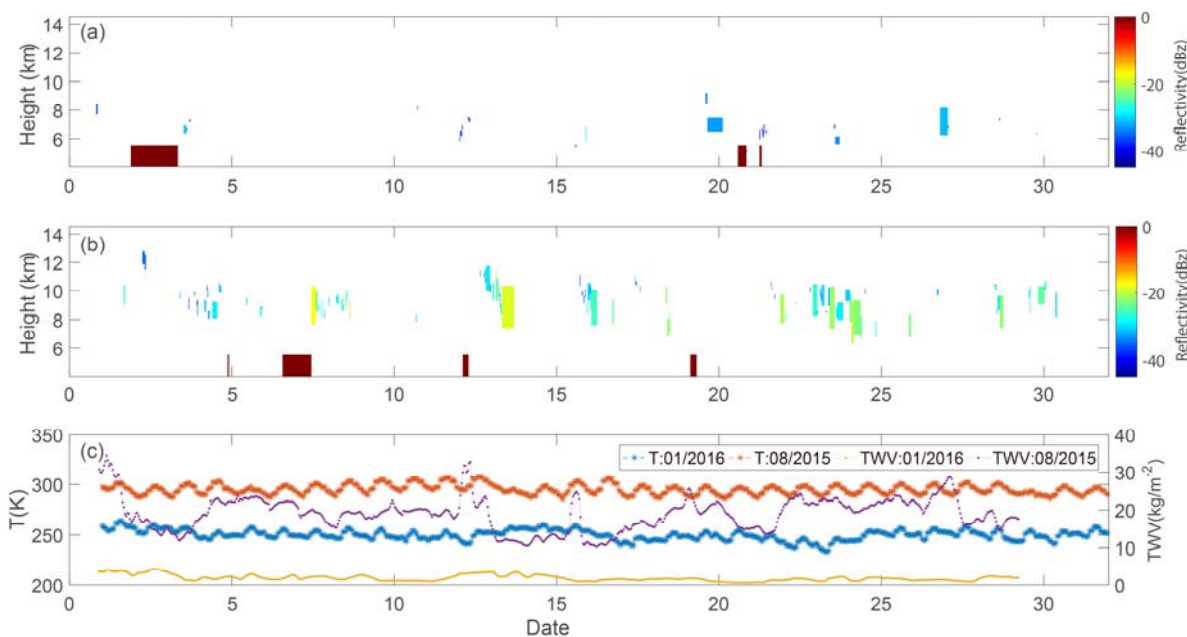 (a)
Height (km)
14
12
10
8
6
0 5 10 15 20 25 30
0
-20
-40
Reflectivity(dBz)
(b)
Height (km)
14
12
10
8
6
0 5 10 15 20 25 30
0
-20
-40
Reflectivity(dBz)
(c)
T(K)
350
300
250
200
T:01/2016 T:08/2015 TWV:01/2016 TWV:08/2015
40
30
20
10
0
TWV(kg/m-2)
0 5 10 15 20 25 30
Date